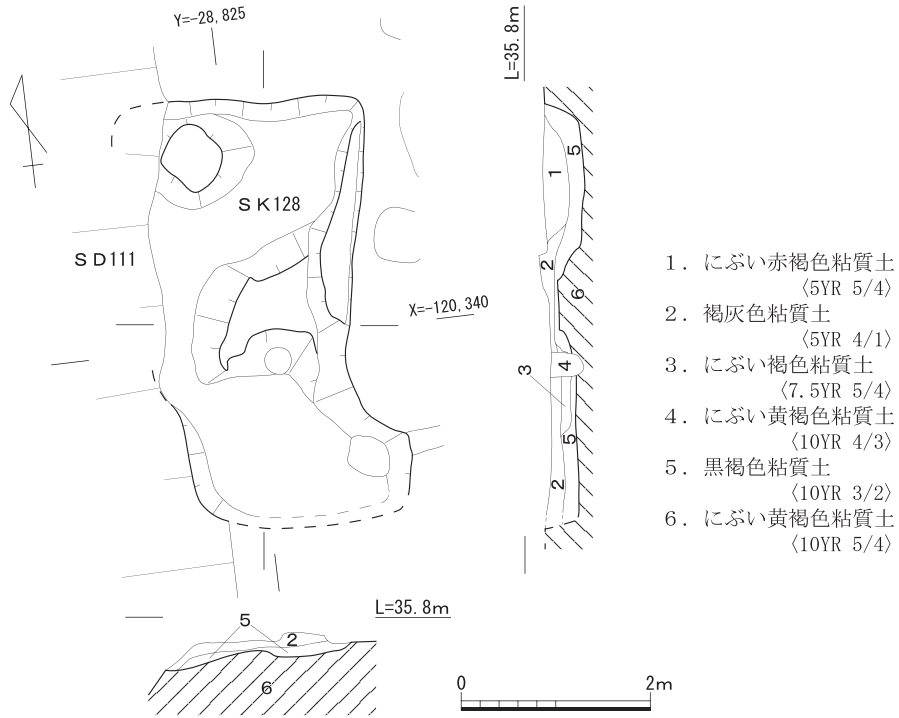 Y=-28,825
L=35.8m
SK128
SD111
X=-120,340
1
5
2
6
3
4
5
2
1．にぶい赤褐色粘質土
〈5YR 5/4〉
2．褐灰色粘質土
〈5YR 4/1〉
3．にぶい褐色粘質土
〈7.5YR 5/4〉
4．にぶい黄褐色粘質土
〈10YR 4/3〉
5．黒褐色粘質土
〈10YR 3/2〉
6．にぶい黄褐色粘質土
〈10YR 5/4〉
L=35.8m
5
2
6
0 2m